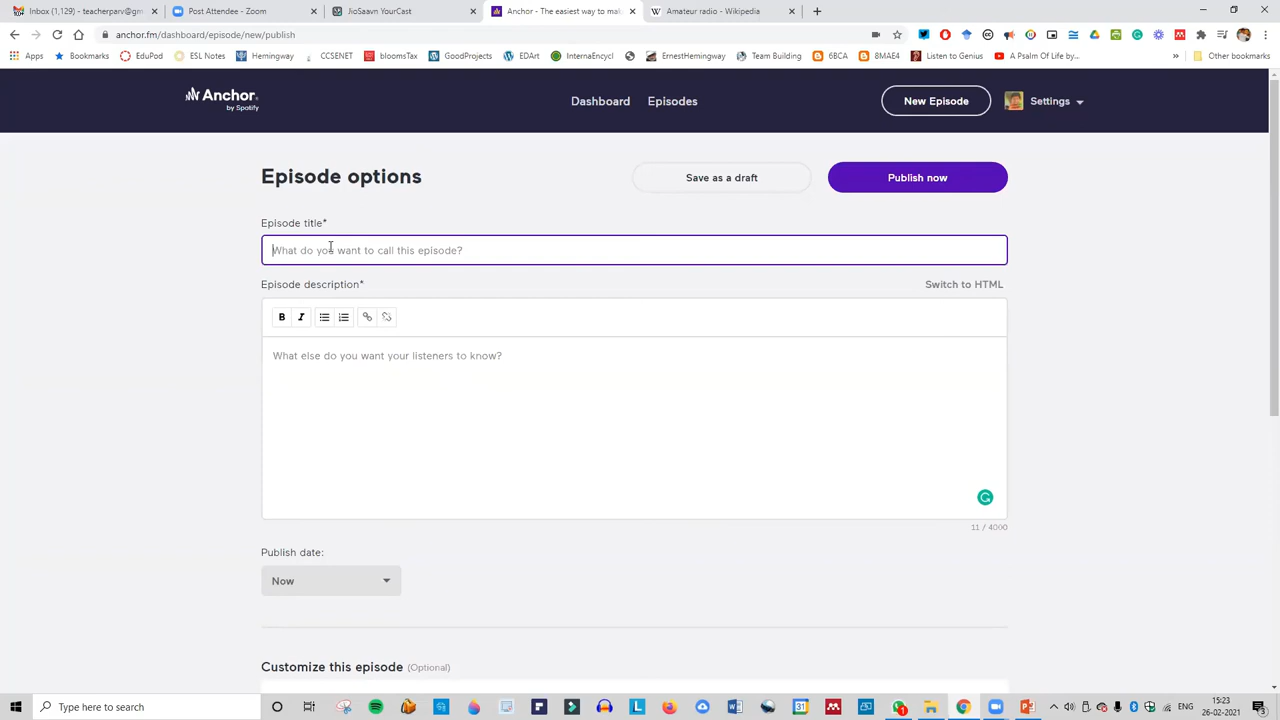 Inbox (1,129) - teacherparv@gm
Post Attendee - Zoom
JioSaavn YourCast
Anchor - The easiest way to mak
Amateur radio - Wikipedia
anchor.fm/dashboard/episode/new/publish
Apps
Bookmarks
EduPod
ESL Notes
Hemingway
CCSENET
bloomsTax
GoodProjects
EDArt
InternaEncycl
ErnestHemingway
Team Building
6BCA
8MAE4
Listen to Genius
A Psalm Of Life by...
Other bookmarks
Anchor
by Spotify
Dashboard
Episodes
New Episode
Settings
Episode options
Save as a draft
Publish now
Episode title*
What do you want to call this episode?
Episode description*
Switch to HTML
B I
What else do you want your listeners to know?
11 / 4000
Publish date:
Now
Customize this episode (Optional)
Type here to search
ENG
15:23
26-02-2021